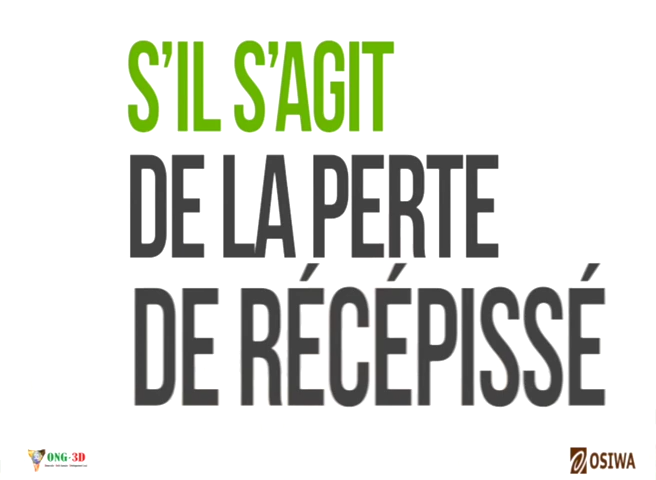 S'IL S'AGIT
DE LA PERTE
DE RÉCÉPISSÉ
ONG-3D
OSIWA